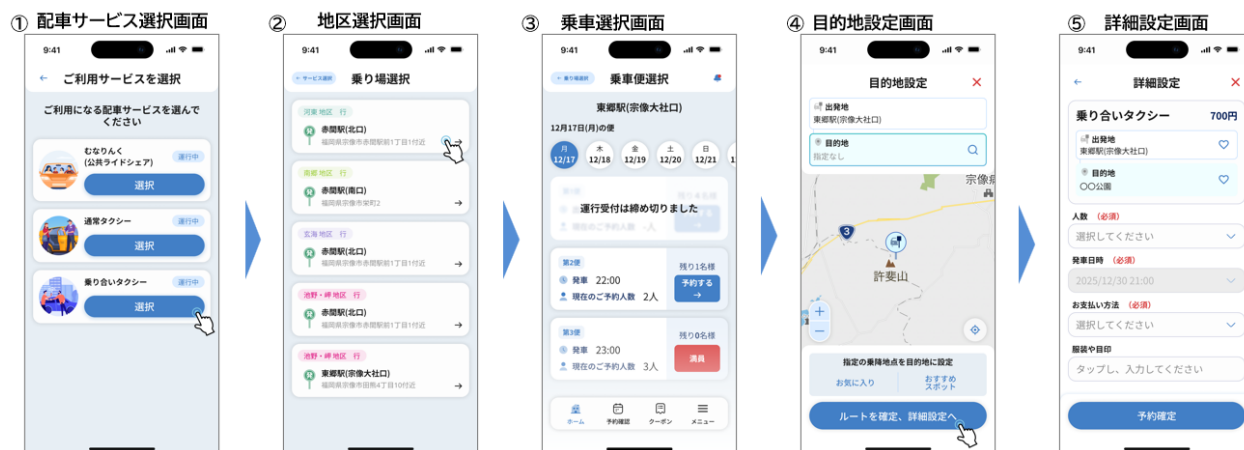 ① 配車サービス選択画面
9:41
← ご利用サービスを選択
ご利用になる配車サービスを選んで
ください
むなりんく
(公共ライドシェア)
運行中
選択
通常タクシー
運行中
選択
乗り合いタクシー
運行中
選択
② 地区選択画面
9:41
← サービス選択
乗り場選択
河東 地区 行
赤間駅(北口)
福岡県宗像市赤間駅前1丁目1付近
→
南郷 地区 行
赤間駅(南口)
福岡県宗像市栄町2
→
玄海 地区 行
赤間駅(北口)
福岡県宗像市赤間駅前1丁目1付近
→
池野・岬 地区 行
赤間駅(北口)
福岡県宗像市赤間駅前1丁目1付近
→
池野・岬 地区 行
東郷駅(宗像大社口)
福岡県宗像市田熊4丁目10付近
→
③ 乗車選択画面
9:41
← 乗り場選択
乗車便選択
東郷駅(宗像大社口)
12月17日(月)の便
月 木 金 土 日
12/17 12/18 12/19 12/20 12/21
運行受付は締め切りました
現在のご予約人数
第2便
残り1名様
発車 22:00
予約する
→
現在のご予約人数 2人
第3便
残り0名様
発車 23:00
満員
現在のご予約人数 3人
ホーム 予約確認 クーポン メニュー
④ 目的地設定画面
9:41
目的地設定
×
出発地
東郷駅(宗像大社口)
目的地
指定なし
宗像
3
許斐山
+
−
指定の乗降地点を目的地に設定
お気に入り
おすすめ
スポット
ルートを確定、詳細設定へ
⑤ 詳細設定画面
9:41
← 詳細設定 ×
乗り合いタクシー 700円
出発地
東郷駅(宗像大社口)
目的地
〇〇公園
人数 (必須)
選択してください
発車日時 (必須)
2025/12/30 21:00
お支払い方法 (必須)
選択してください
服装や目印
タップし、入力してください
予約確定